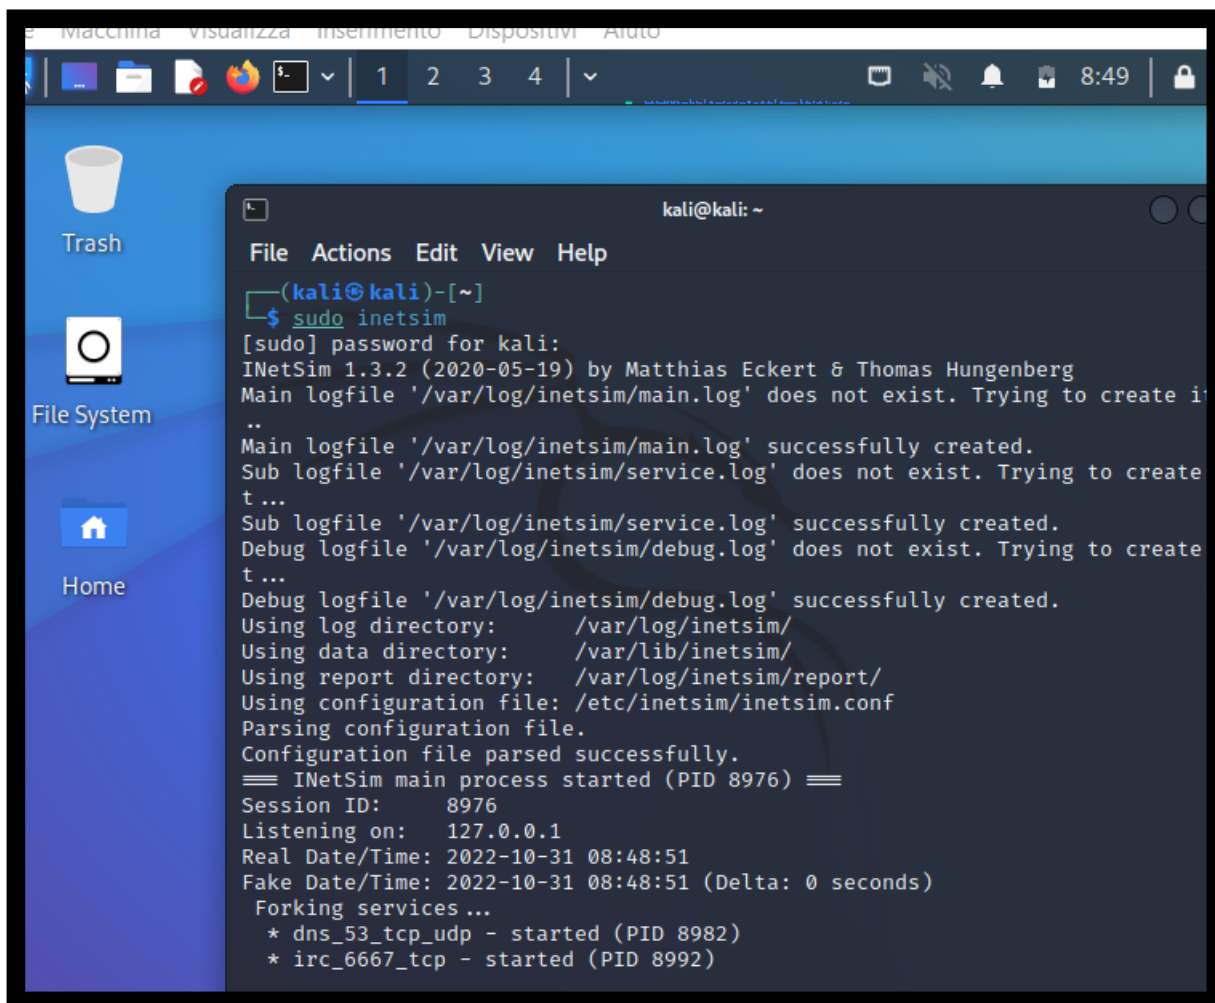 Macchina Visualizza Inserimento Dispositivi Aiuto
1 2 3 4 8:49
Trash
File System
Home
kali@kali: ~
File Actions Edit View Help
(kali㉿kali)-[~]
$ sudo inetsim
[sudo] password for kali:
INetSim 1.3.2 (2020-05-19) by Matthias Eckert & Thomas Hungenberg
Main logfile '/var/log/inetsim/main.log' does not exist. Trying to create it
..
Main logfile '/var/log/inetsim/main.log' successfully created.
Sub logfile '/var/log/inetsim/service.log' does not exist. Trying to create
t ...
Sub logfile '/var/log/inetsim/service.log' successfully created.
Debug logfile '/var/log/inetsim/debug.log' does not exist. Trying to create
t ...
Debug logfile '/var/log/inetsim/debug.log' successfully created.
Using log directory: /var/log/inetsim/
Using data directory: /var/lib/inetsim/
Using report directory: /var/log/inetsim/report/
Using configuration file: /etc/inetsim/inetsim.conf
Parsing configuration file.
Configuration file parsed successfully.
=== INetSim main process started (PID 8976) ===
Session ID: 8976
Listening on: 127.0.0.1
Real Date/Time: 2022-10-31 08:48:51
Fake Date/Time: 2022-10-31 08:48:51 (Delta: 0 seconds)
Forking services ...
* dns_53_tcp_udp - started (PID 8982)
* irc_6667_tcp - started (PID 8992)